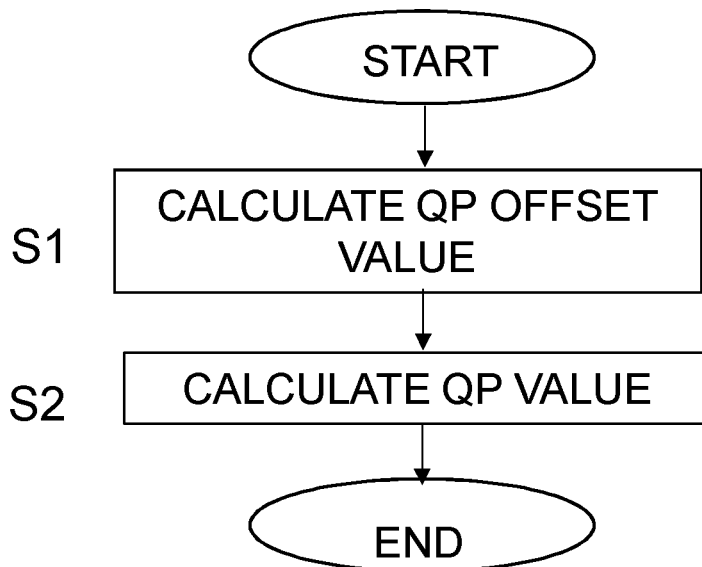 START
S1
CALCULATE QP OFFSET
VALUE
S2
CALCULATE QP VALUE
END